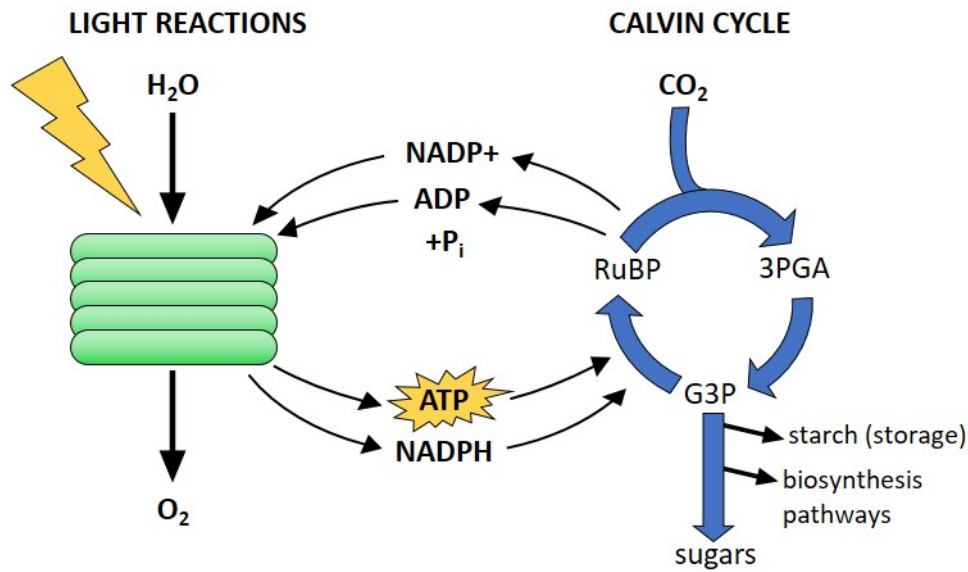 LIGHT REACTIONS
CALVIN CYCLE
H₂O
CO₂
NADP+
ADP
+Pᵢ
RuBP
3PGA
ATP
NADPH
G3P
starch (storage)
biosynthesis
pathways
O₂
sugars